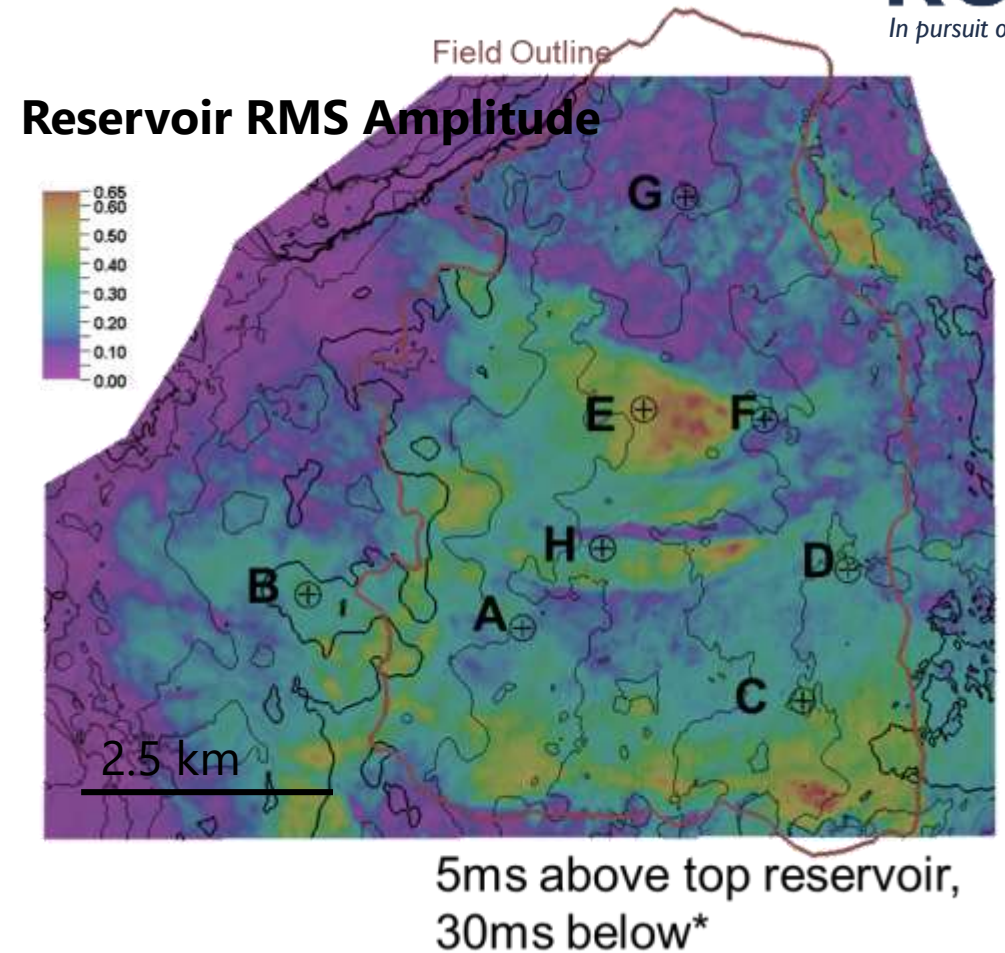 In pursuit o
Field Outline
Reservoir RMS Amplitude
0.65
0.60
0.50
0.40
0.30
0.20
0.10
0.00
G
E
F
H
D
B
A
C
2.5 km
5ms above top reservoir,
30ms below*